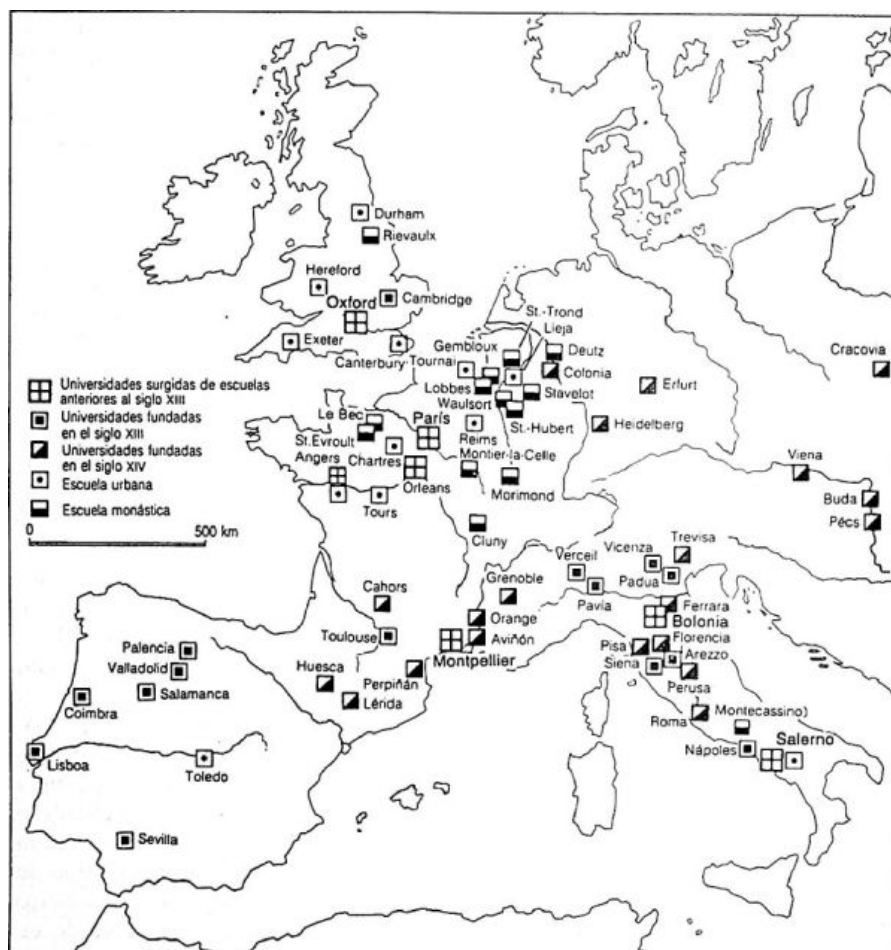 Durham
Rievaulx
Hereford
Oxford
Cambridge
Exeter
Canterbury
Tournai
Gembloux
St.-Trond
Lieja
Deutz
Colonia
Lobbes
Waulsort
Stavelot
St.-Hubert
Erfurt
Heidelberg
Cracovia
Universidades surgidas de escuelas
anteriores al siglo XIII
Universidades fundadas
en el siglo XIII
Universidades fundadas
en el siglo XIV
Escuela urbana
Escuela monástica
0 500 km
Le Bec
St.Evroult
Angers
Chartres
París
Reims
Montier-la-Celle
Orleans
Tours
Morimond
Cluny
Viena
Buda
Pécs
Cahors
Grenoble
Toulouse
Orange
Aviñón
Montpellier
Perpiñán
Huesca
Lérida
Verceil
Pavía
Vicenza
Trevisa
Padua
Ferrara
Bolonia
Florencia
Pisa
Arezzo
Siena
Perusa
Roma
Montecassino)
Nápoles
Salerno
Palencia
Valladolid
Salamanca
Coimbra
Lisboa
Toledo
Sevilla